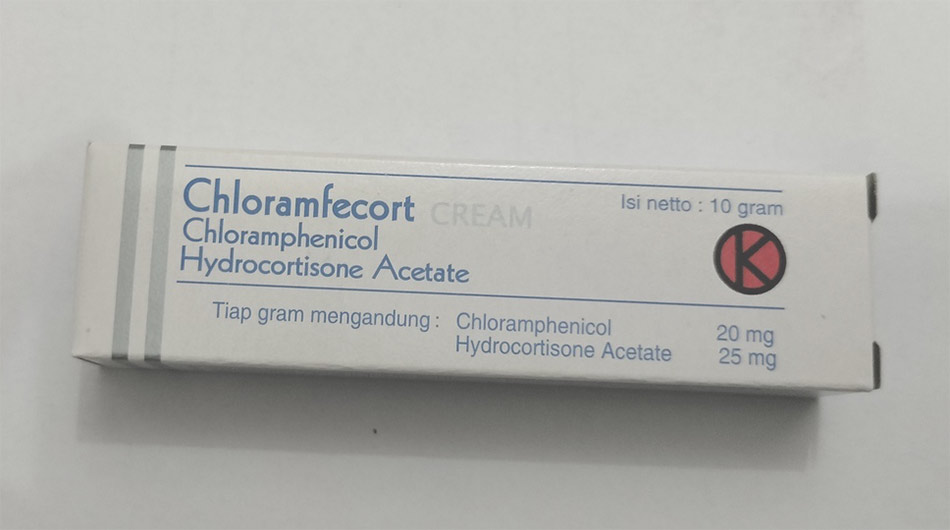 Chloramfecort CREAM
Chloramphenicol
Hydrocortisone Acetate
Isi netto : 10 gram
K
Tiap gram mengandung : Chloramphenicol 20 mg
Hydrocortisone Acetate 25 mg